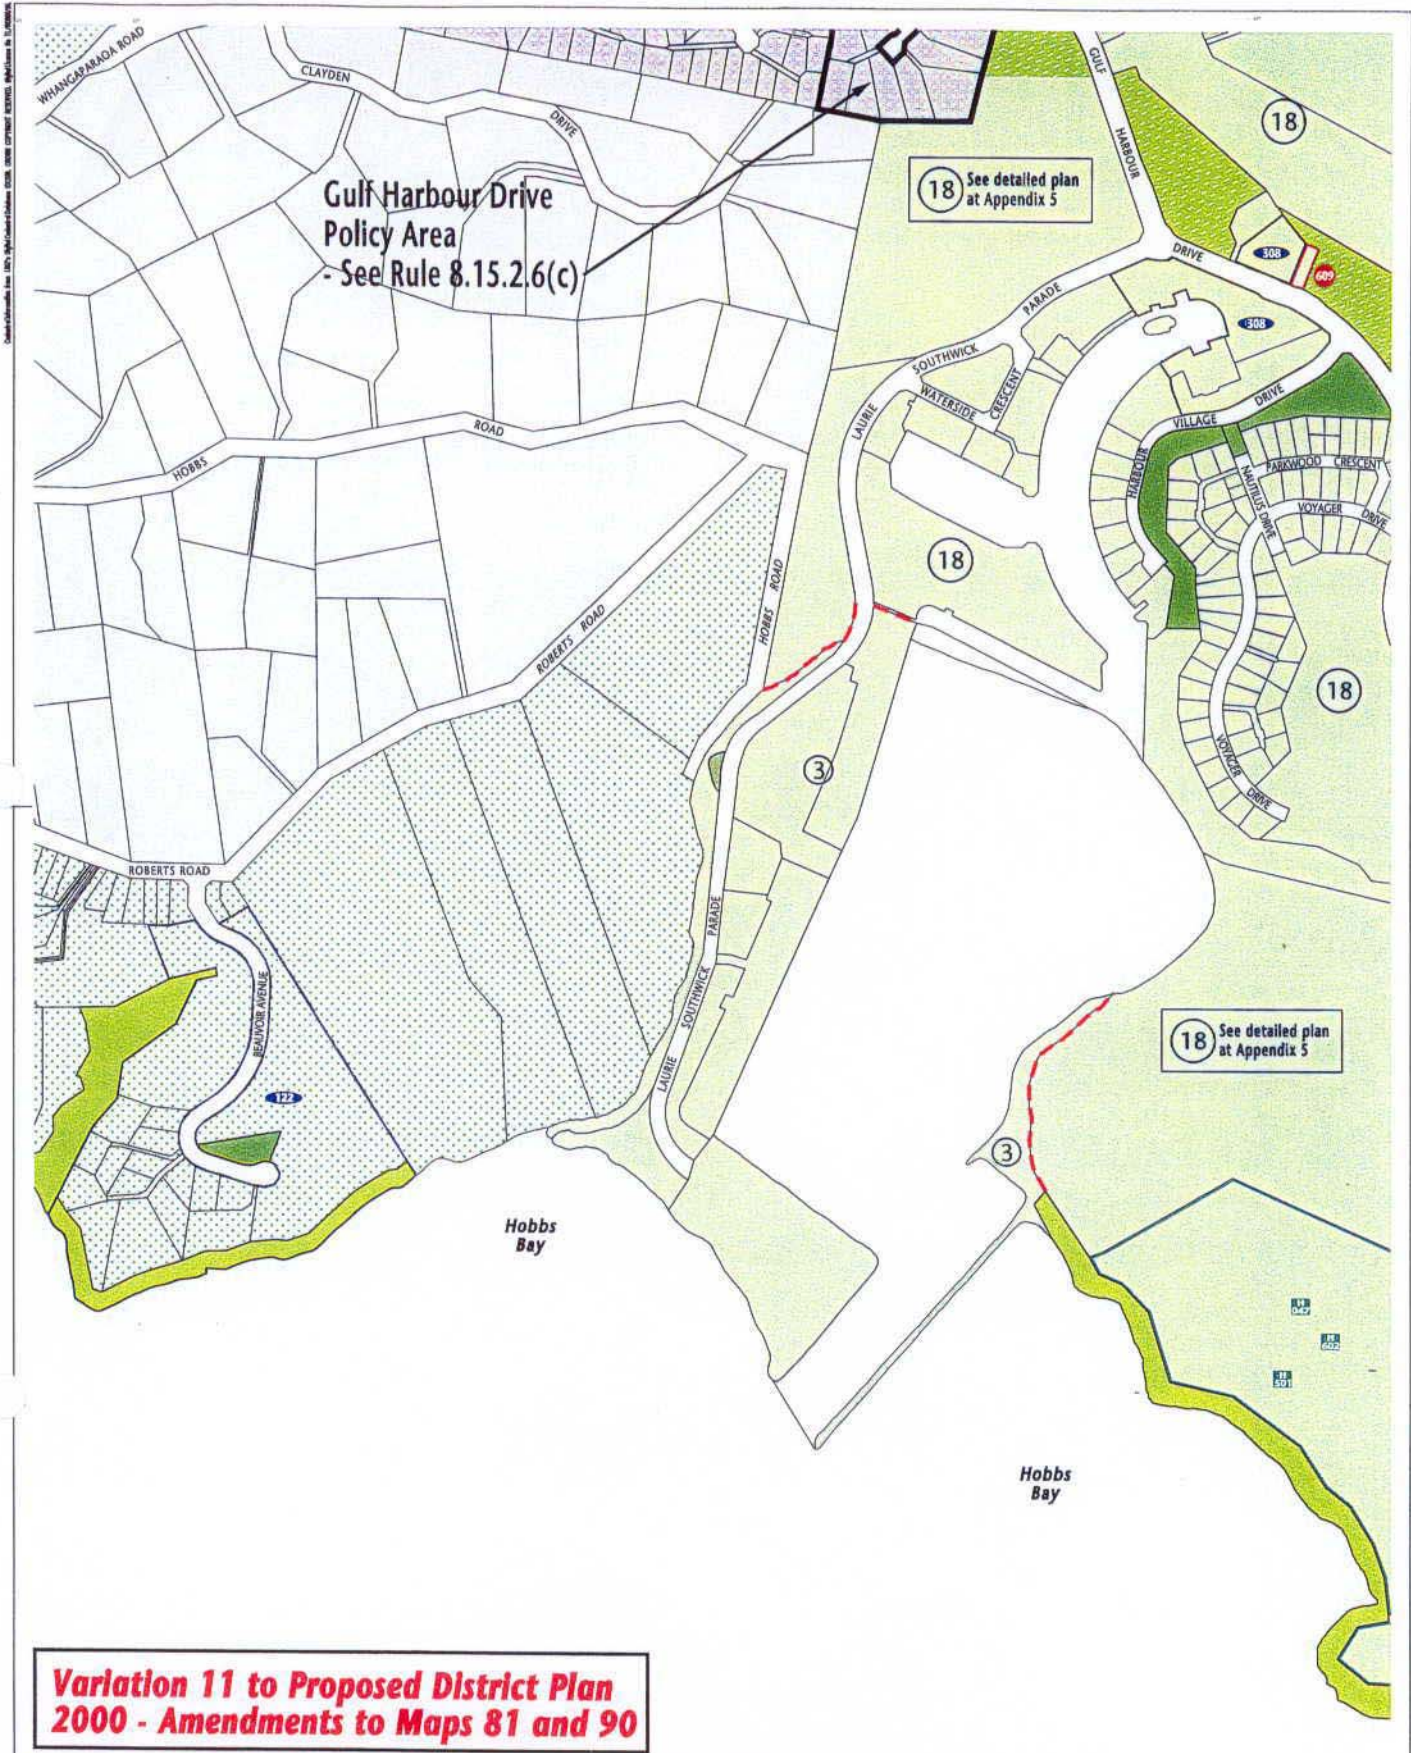 WHANGAPARAOA ROAD
CLAYDEN
DRIVE
GULF
HARBOUR
DRIVE
18
Gulf Harbour Drive
Policy Area
- See Rule 8.15.2.6(c)
18 See detailed plan
at Appendix 5
308
609
308
PARADE
SOUTHWICK
LAURIE
WATERSIDE
CRESCENT
DRIVE
VILLAGE
HARBOUR
PARKWOOD CRESCENT
NAUTILUS DRIVE
VOYAGER DRIVE
HOBBS
ROAD
18
HOBBS ROAD
ROBERTS ROAD
18
VOYAGER
DRIVE
3
ROBERTS ROAD
PARADE
SOUTHWICK
LAURIE
BEAUVOIR AVENUE
18 See detailed plan
at Appendix 5
122
3
Hobbs
Bay
H
047
H
602
H
501
Hobbs
Bay
Variation 11 to Proposed District Plan
2000 - Amendments to Maps 81 and 90